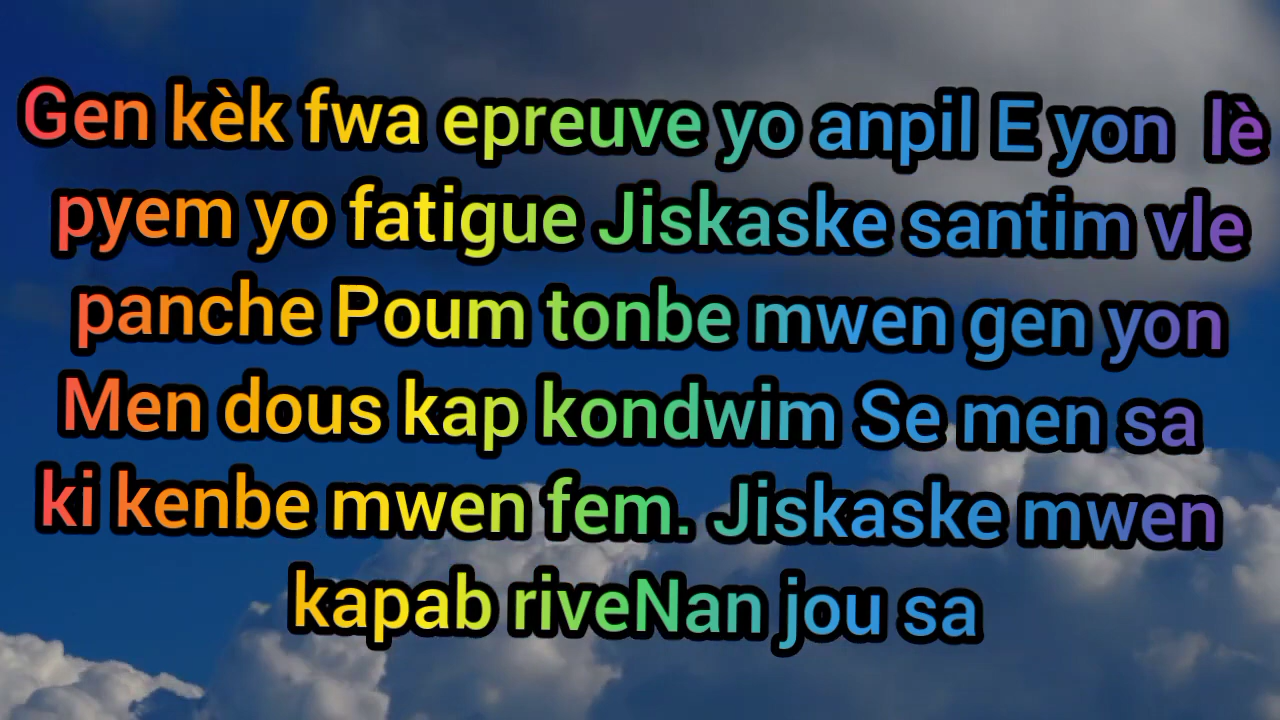 Gen kèk fwa epreuve yo anpil E yon lè
pyem yo fatigue Jiskaske santim vle
panche Poum tonbe mwen gen yon
Men dous kap kondwim Se men sa
ki kenbe mwen fem. Jiskaske mwen
kapab riveNan jou sa